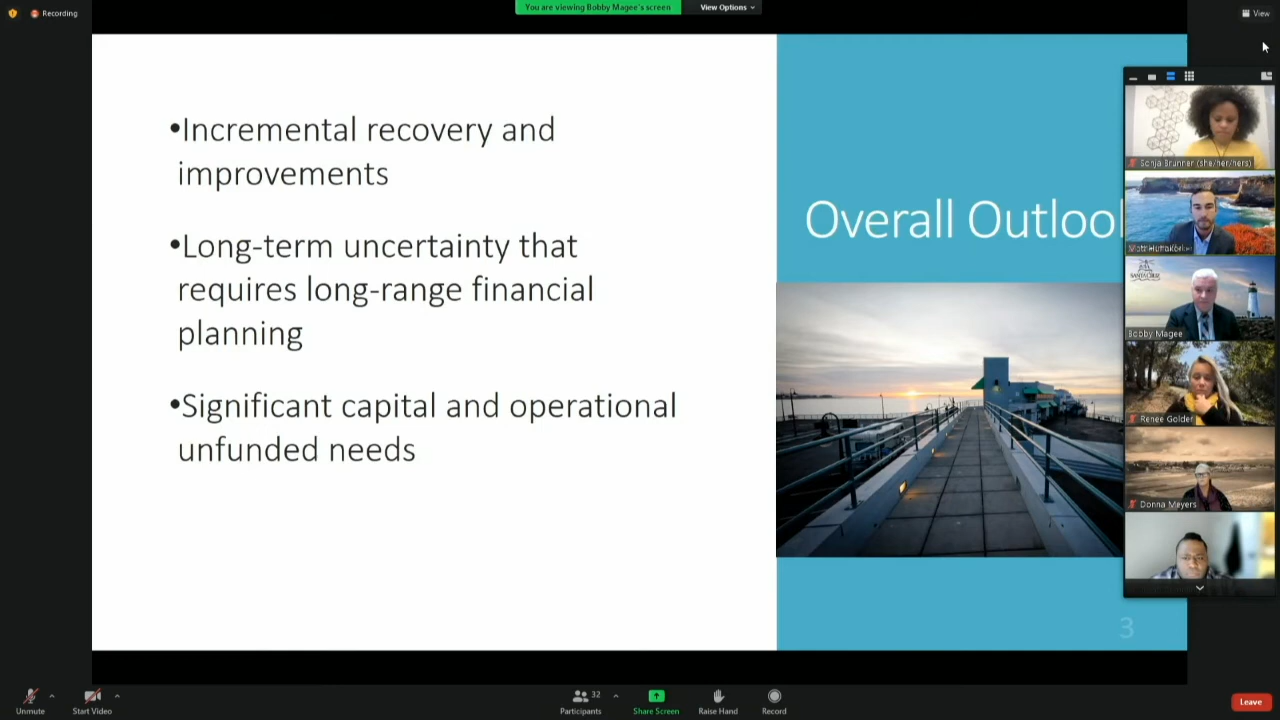 Recording
You are viewing Bobby Magee's screen
View Options
View
•Incremental recovery and
improvements
•Long-term uncertainty that
requires long-range financial
planning
•Significant capital and operational
unfunded needs
Overall Outloo
3
Sonja Brunner (she/her/hers)
SANTA CRUZ
Bobby Magee
Renee Golder
Donna Meyers
Unmute
Start Video
32
Participants
Share Screen
Raise Hand
Record
Leave